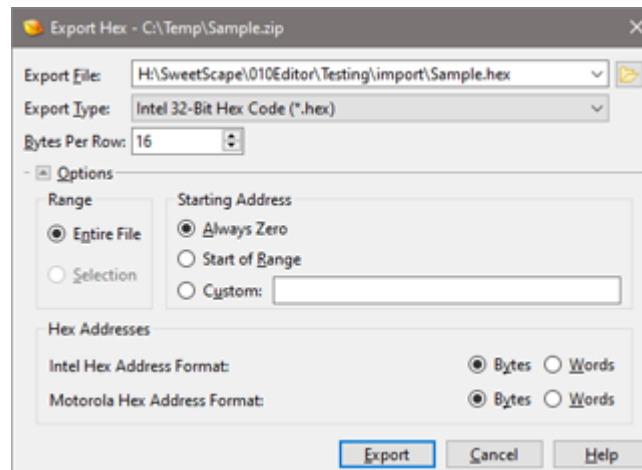 Export Hex - C:\Temp\Sample.zip
Export File: H:\SweetScape\010Editor\Testing\import\Sample.hex
Export Type: Intel 32-Bit Hex Code (*.hex)
Bytes Per Row: 16
Options
Range
Entire File
Selection
Starting Address
Always Zero
Start of Range
Custom:
Hex Addresses
Intel Hex Address Format: Bytes Words
Motorola Hex Address Format: Bytes Words
Export Cancel Help